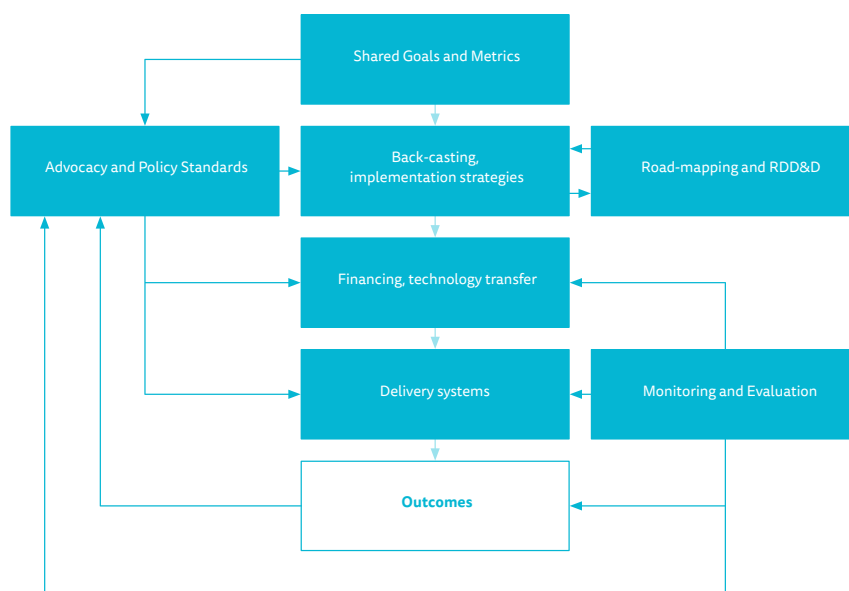 Shared Goals and Metrics
Advocacy and Policy Standards
Back-casting,
implementation strategies
Road-mapping and RDD&D
Financing, technology transfer
Delivery systems
Monitoring and Evaluation
Outcomes